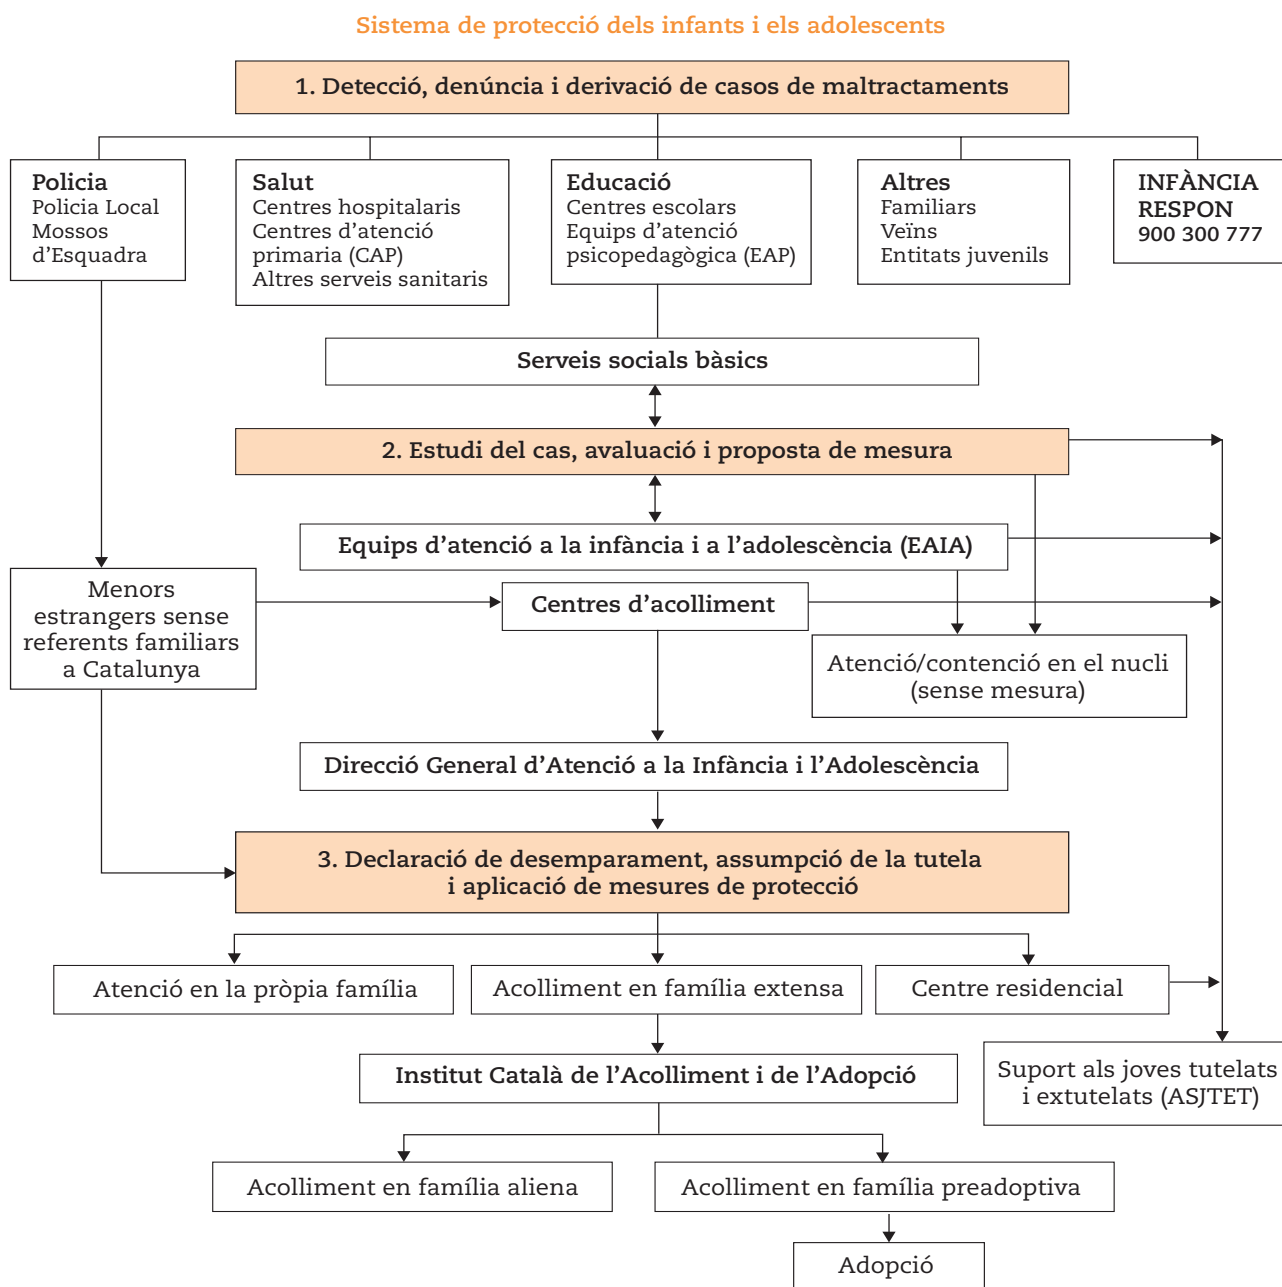 Sistema de protecció dels infants i els adolescents
1. Detecció, denúncia i derivació de casos de maltractaments
Policia
Policia Local
Mossos
d’Esquadra
Salut
Centres hospitalaris
Centres d’atenció
primaria (CAP)
Altres serveis sanitaris
Educació
Centres escolars
Equips d’atenció
psicopedagògica (EAP)
Altres
Familiars
Veïns
Entitats juvenils
INFÀNCIA
RESPON
900 300 777
Serveis socials bàsics
2. Estudi del cas, avaluació i proposta de mesura
Equips d’atenció a la infància i a l’adolescència (EAIA)
Menors
estrangers sense
referents familiars
a Catalunya
Centres d’acolliment
Atenció/contenció en el nucli
(sense mesura)
Direcció General d’Atenció a la Infància i l’Adolescència
3. Declaració de desemparament, assumpció de la tutela
i aplicació de mesures de protecció
Atenció en la pròpia família
Acolliment en família extensa
Centre residencial
Institut Català de l’Acolliment i de l’Adopció
Suport als joves tutelats
i extutelats (ASJTET)
Acolliment en família aliena
Acolliment en família preadoptiva
Adopció